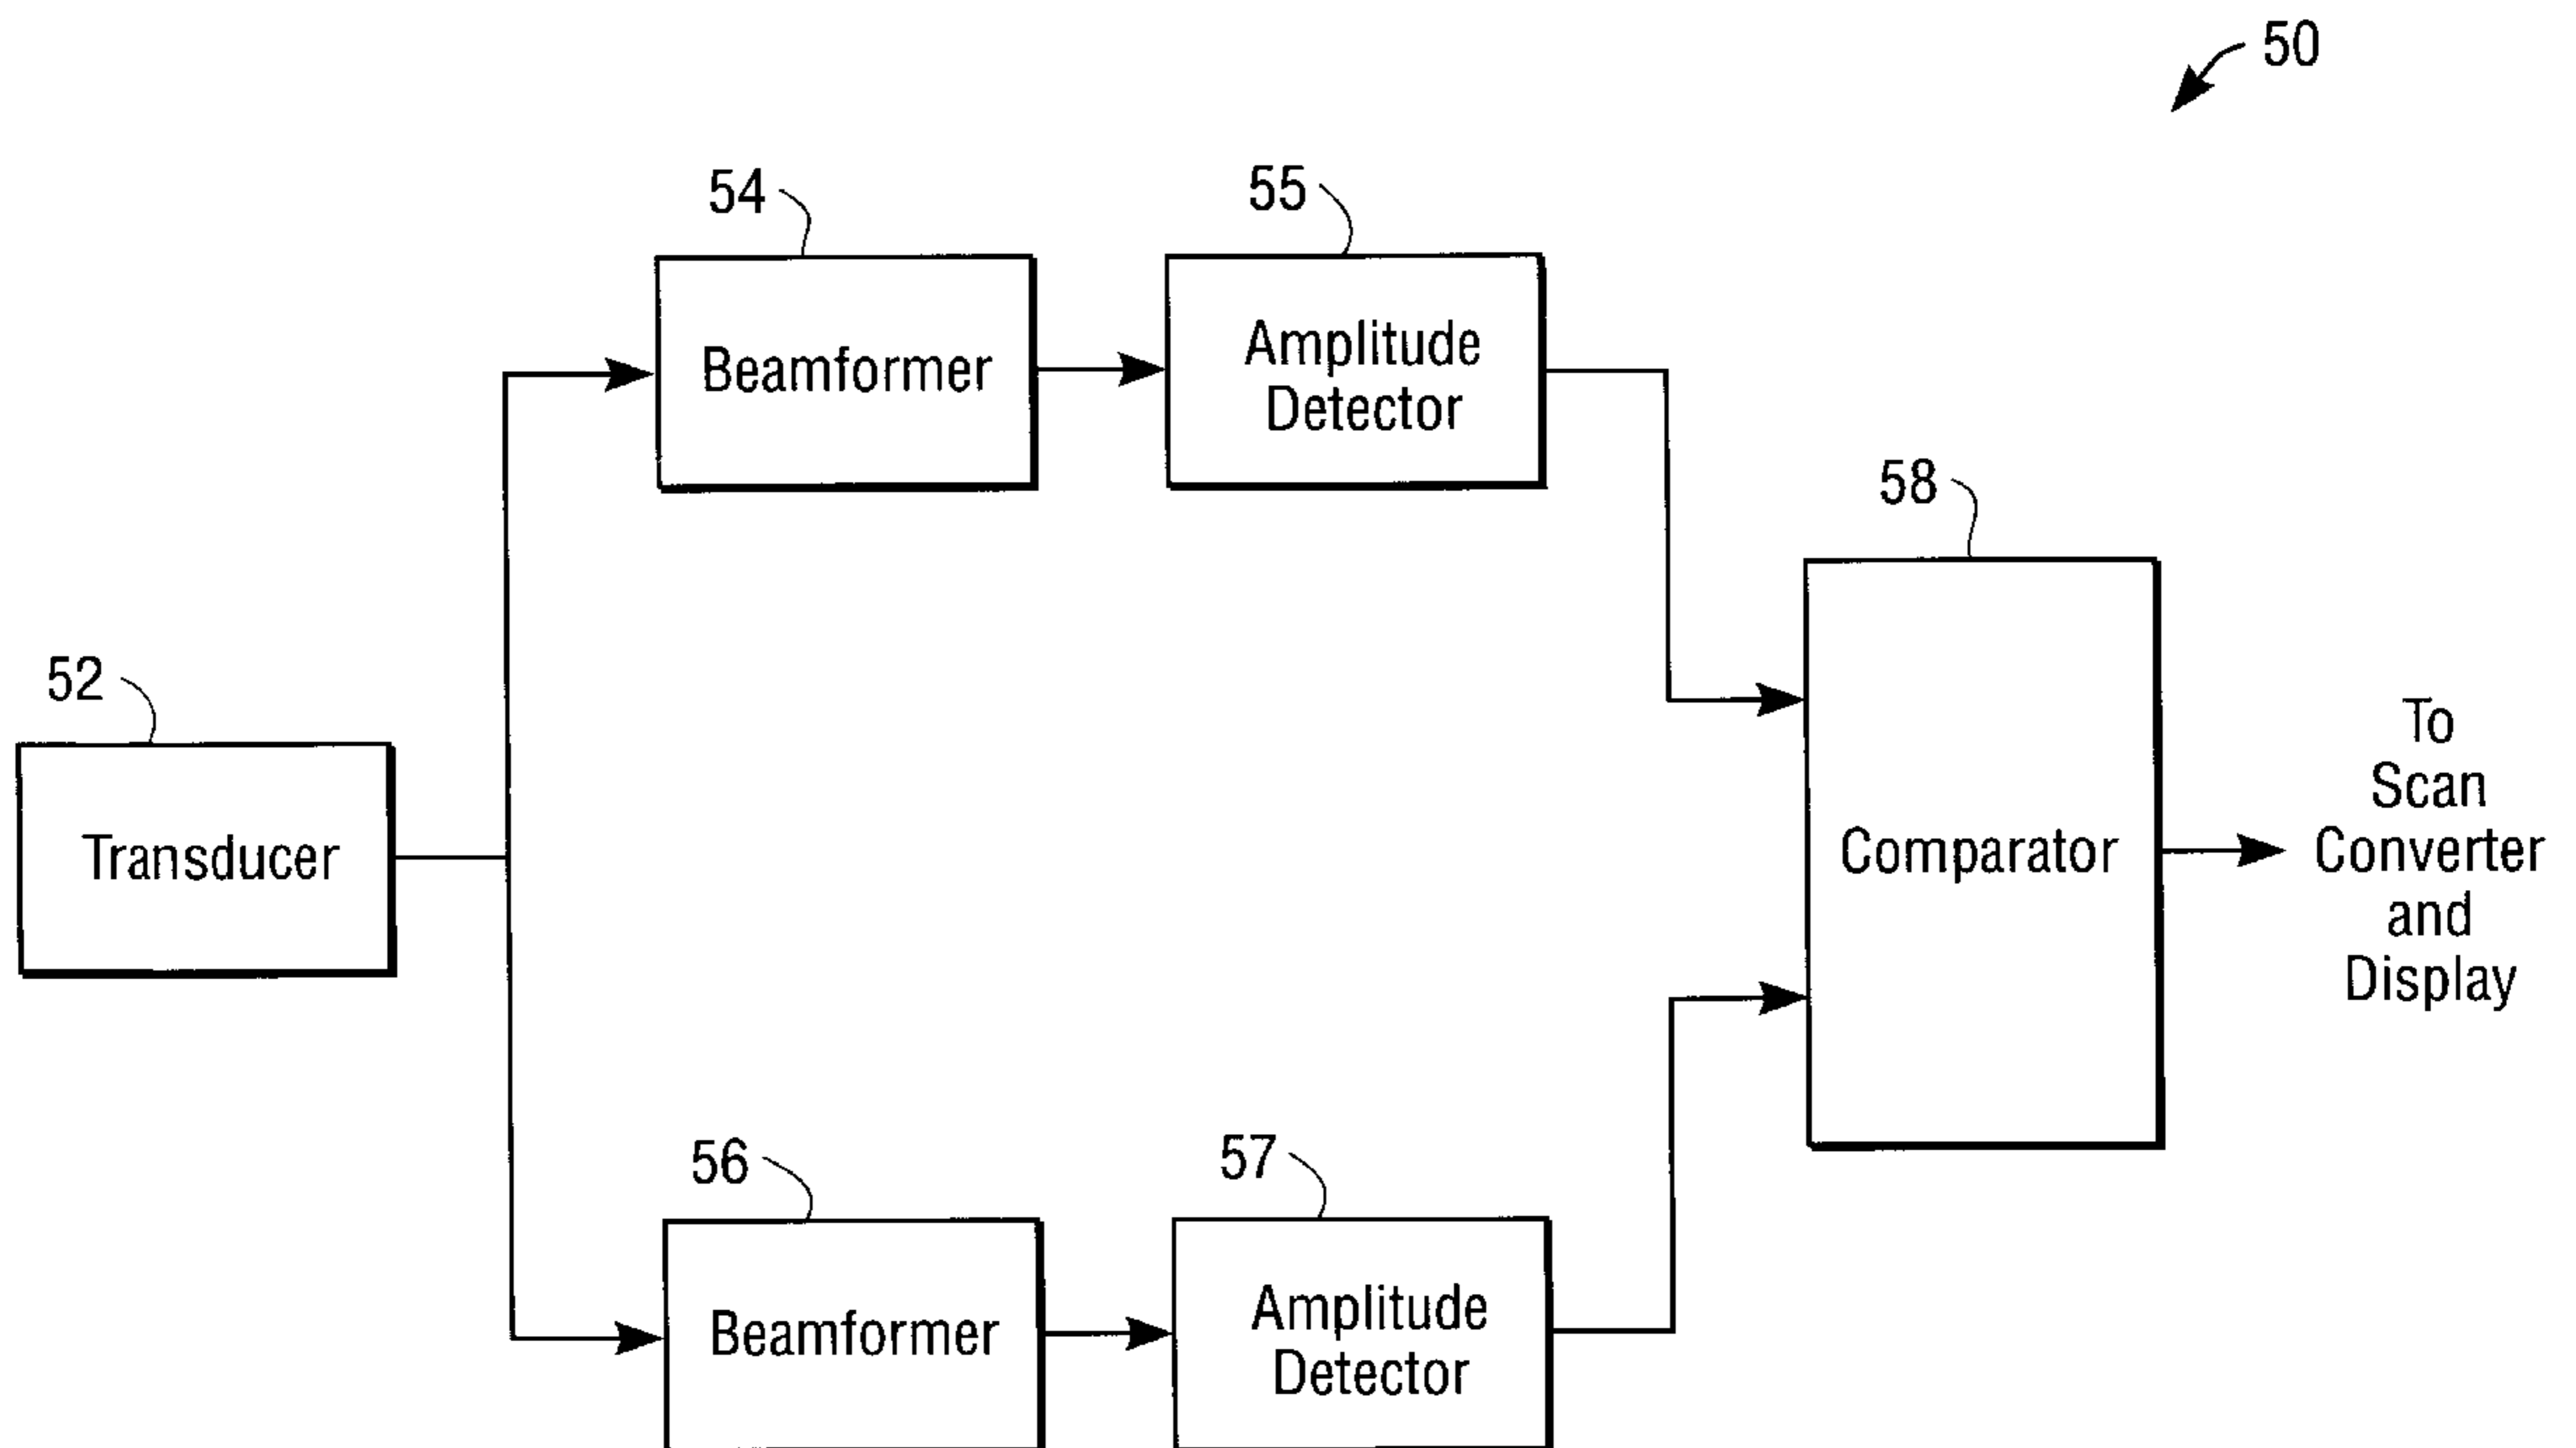 50
54
55
Beamformer
Amplitude
Detector
58
52
Transducer
Comparator
To
Scan
Converter
and
Display
56
57
Beamformer
Amplitude
Detector